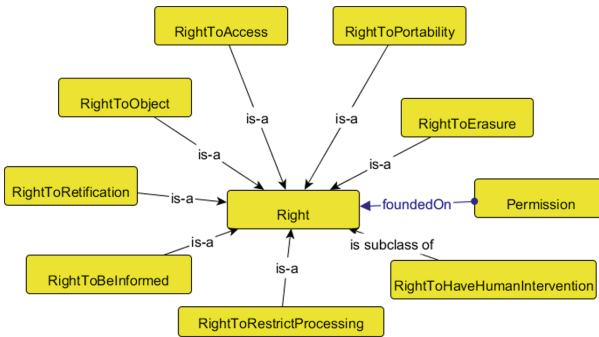 RightToAccess
RightToPortability
RightToObject
is-a
is-a
RightToErasure
is-a
is-a
RightToRetification
is-a
Right
foundedOn
Permission
is-a
is subclass of
RightToBeInformed
is-a
RightToHaveHumanIntervention
RightToRestrictProcessing